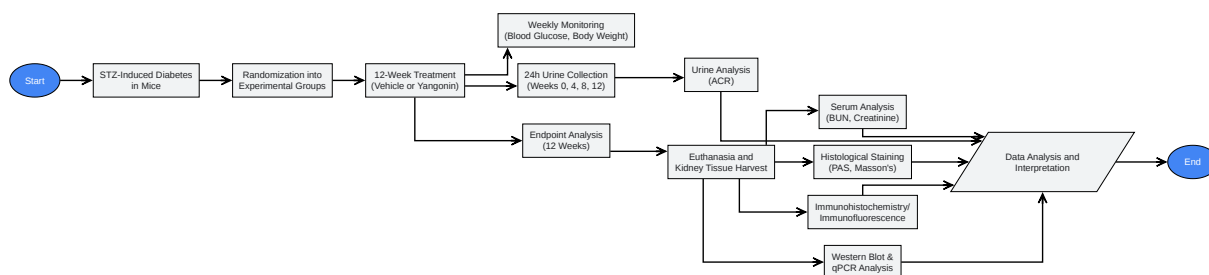 Start
STZ-Induced Diabetes
in Mice
Randomization into
Experimental Groups
12-Week Treatment
(Vehicle or Yangonin)
Weekly Monitoring
(Blood Glucose, Body Weight)
24h Urine Collection
(Weeks 0, 4, 8, 12)
Urine Analysis
(ACR)
Endpoint Analysis
(12 Weeks)
Euthanasia and
Kidney Tissue Harvest
Serum Analysis
(BUN, Creatinine)
Histological Staining
(PAS, Masson's)
Immunohistochemistry/
Immunofluorescence
Western Blot &
qPCR Analysis
Data Analysis and
Interpretation
End